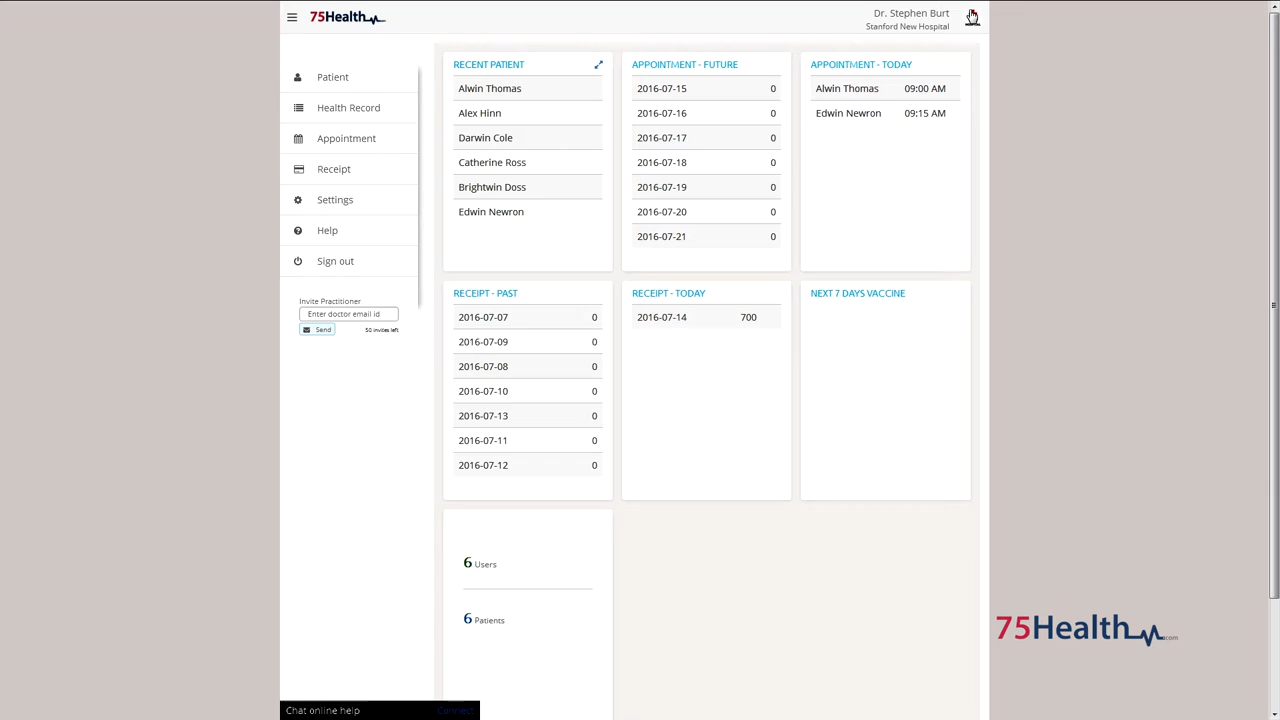 75Health
Dr. Stephen Burt
Stanford New Hospital
Patient
Health Record
Appointment
Receipt
Settings
Help
Sign out
Invite Practitioner
Enter doctor email id
Send 50 invites left
RECENT PATIENT
Alwin Thomas
Alex Hinn
Darwin Cole
Catherine Ross
Brightwin Doss
Edwin Newron
APPOINTMENT - FUTURE
2016-07-15 0
2016-07-16 0
2016-07-17 0
2016-07-18 0
2016-07-19 0
2016-07-20 0
2016-07-21 0
APPOINTMENT - TODAY
Alwin Thomas 09:00 AM
Edwin Newron 09:15 AM
RECEIPT - PAST
2016-07-07 0
2016-07-09 0
2016-07-08 0
2016-07-10 0
2016-07-13 0
2016-07-11 0
2016-07-12 0
RECEIPT - TODAY
2016-07-14 700
NEXT 7 DAYS VACCINE
6 Users
6 Patients
75Health.com
Chat online help Connect